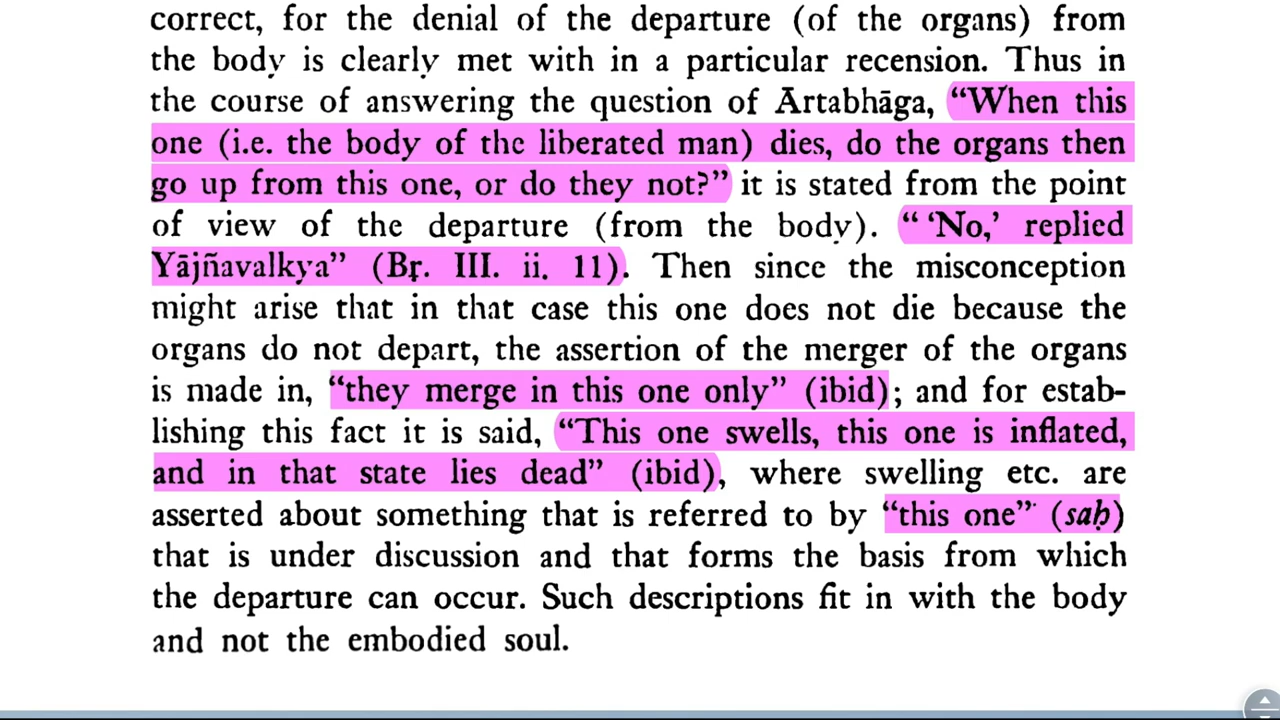 correct, for the denial of the departure (of the organs) from
the body is clearly met with in a particular recension. Thus in
the course of answering the question of Ārtabhāga, “When this
one (i.e. the body of the liberated man) dies, do the organs then
go up from this one, or do they not?” it is stated from the point
of view of the departure (from the body). “ ‘No,’ replied
Yājñavalkya” (Bṛ. III. ii. 11). Then since the misconception
might arise that in that case this one does not die because the
organs do not depart, the assertion of the merger of the organs
is made in, “they merge in this one only” (ibid); and for estab-
lishing this fact it is said, “This one swells, this one is inflated,
and in that state lies dead” (ibid), where swelling etc. are
asserted about something that is referred to by “this one” (saḥ)
that is under discussion and that forms the basis from which
the departure can occur. Such descriptions fit in with the body
and not the embodied soul.